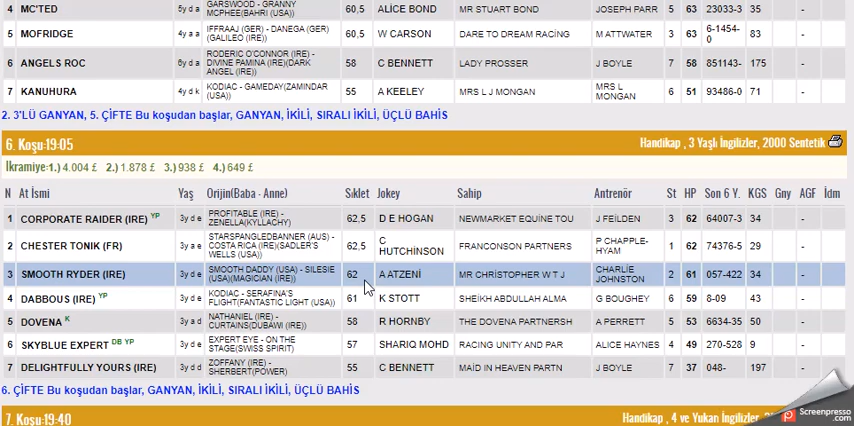 GARSWOOD - GRANNY
4 MC'TED 5y d a MCPHEE(BAHRI (USA)) 60,5 ALICE BOND MR STUART BOND JOSEPH PARR 5 63 23033-3 35 -
5 MOFRIDGE 4y a a IFFRAAJ (GER) - DANEGA (GER) (GALILEO (IRE)) 60,5 W CARSON DARE TO DREAM RACİNG M ATTWATER 3 63 6-1454-0 83 -
6 ANGELS ROC 6y d a RODERIC O'CONNOR (IRE) - DIVINE PAMINA (IRE)(DARK ANGEL (IRE)) 58 C BENNETT LADY PROSSER J BOYLE 7 58 851143- 175 -
7 KANUHURA 4y d k KODIAC - GAMEDAY(ZAMINDAR (USA)) 55 A KEELEY MRS L J MONGAN MRS L MONGAN 6 51 93486-0 71 -
2. 3'LÜ GANYAN, 5. ÇİFTE Bu koşudan başlar, GANYAN, İKİLİ, SIRALI İKİLİ, ÜÇLÜ BAHİS
6. Koşu:19:05 Handikap , 3 Yaşlı İngilizler, 2000 Sentetik
İkramiye:1.) 4.004 £ 2.) 1.878 £ 3.) 938 £ 4.) 649 £
N At İsmi Yaş Orijin(Baba - Anne) Sıklet Jokey Sahip Antrenör St HP Son 6 Y. KGS Gny AGF İdm
1 CORPORATE RAIDER (IRE) YP 3y d e PROFITABLE (IRE) - ZENELLA(KYLLACHY) 62,5 D E HOGAN NEWMARKET EQUİNE TOU J FEILDEN 3 62 64007-3 34 -
2 CHESTER TONIK (FR) 3y a e STARSPANGLEDBANNER (AUS) - COSTA RICA (IRE)(SADLER'S WELLS (USA)) 62,5 C HUTCHİNSON FRANCONSON PARTNERS P CHAPPLE-HYAM 1 62 74376-5 29 -
3 SMOOTH RYDER (IRE) 3y d e SMOOTH DADDY (USA) - SILESIE (USA)(MAGICIAN (IRE)) 62 A ATZENİ MR CHRİSTOPHER W T J CHARLİE JOHNSTON 2 61 057-422 34 -
4 DABBOUS (IRE) YP 3y d e KODIAC - SERAFINA'S FLIGHT(FANTASTIC LIGHT (USA)) 61 K STOTT SHEİKH ABDULLAH ALMA G BOUGHEY 6 59 8-09 43 -
5 DOVENA K 3y a d NATHANIEL (IRE) - CURTAINS(DUBAWI (IRE)) 58 R HORNBY THE DOVENA PARTNERSH A PERRETT 5 53 6634-35 50 -
6 SKYBLUE EXPERT DB YP 3y d e EXPERT EYE - ON THE STAGE(SWISS SPIRIT) 57 SHARIQ MOHD RACING UNITY AND PAR ALICE HAYNES 4 49 270-528 9 -
7 DELIGHTFULLY YOURS (IRE) 3y d d ZOFFANY (IRE) - SHERBET(POWER) 55 C BENNETT MAİD IN HEAVEN PARTN J BOYLE 7 37 048- 197 -
6. ÇİFTE Bu koşudan başlar, GANYAN, İKİLİ, SIRALI İKİLİ, ÜÇLÜ BAHİS
7. Koşu:19:40 Handikap , 4 ve Yukarı İngilizler,
Screenpresso
.com